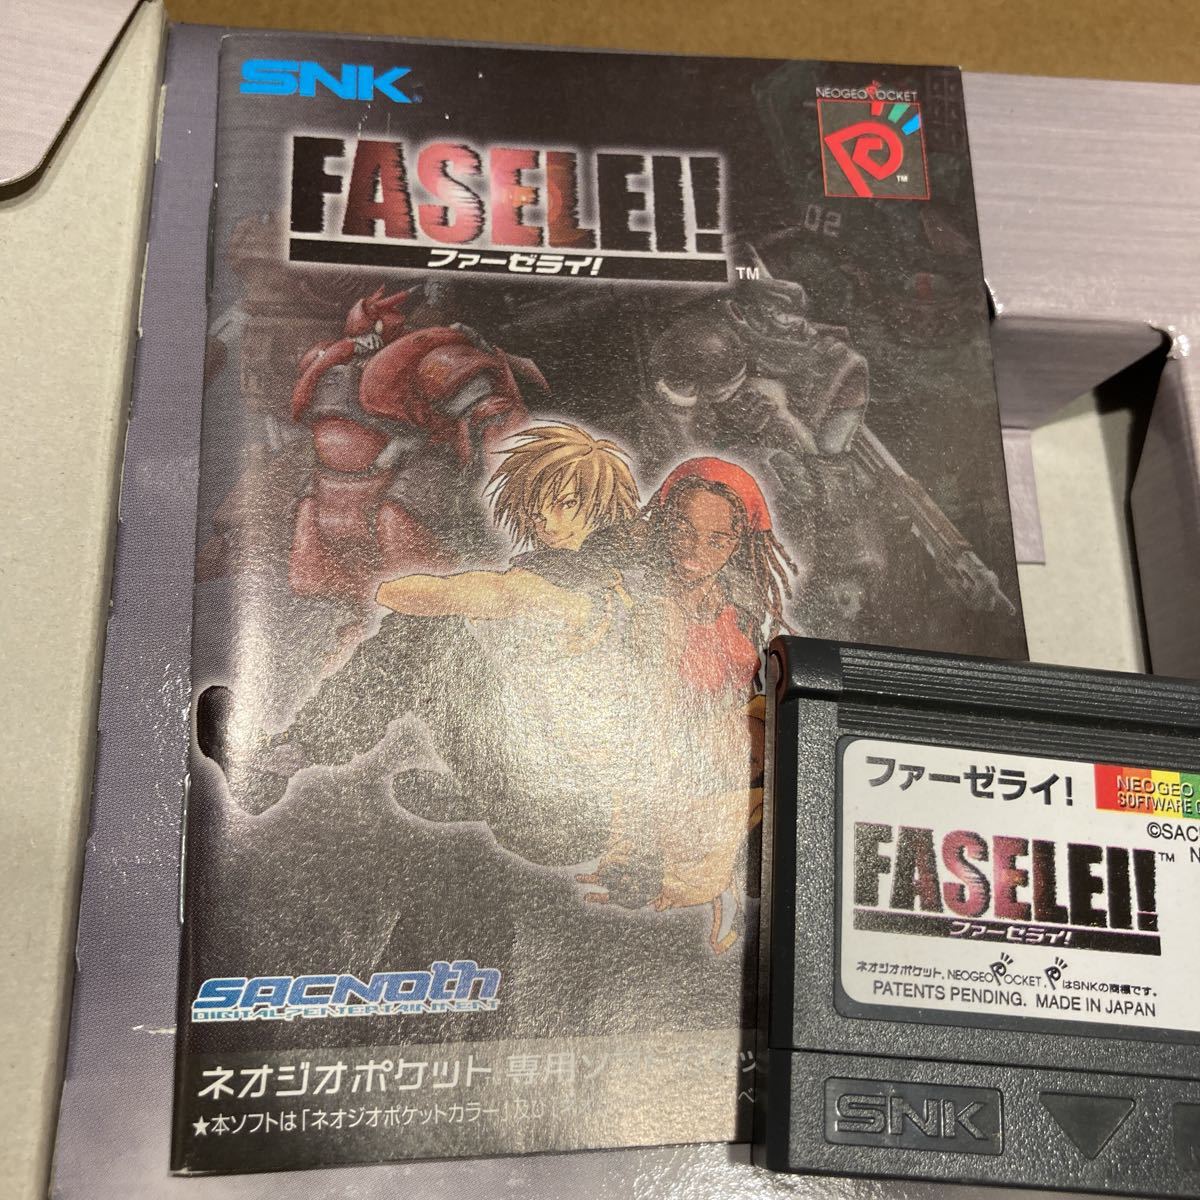 SNK
NEOGEO POCKET
TM
FASELEI!
ファーゼライ!
TM
02
SACNOTH
DIGITAL ENTERTAINMENT
ネオジオポケット 専用ソフト
★本ソフトは「ネオジオポケットカラー」及び
ファーゼライ!
NEOGEO
SOFTWARE
©SAC
FASELEI!
TM
ファーゼライ!
ネオジオポケット, NEOGEO POCKET, P はSNKの商標です。
PATENTS PENDING. MADE IN JAPAN
SNK